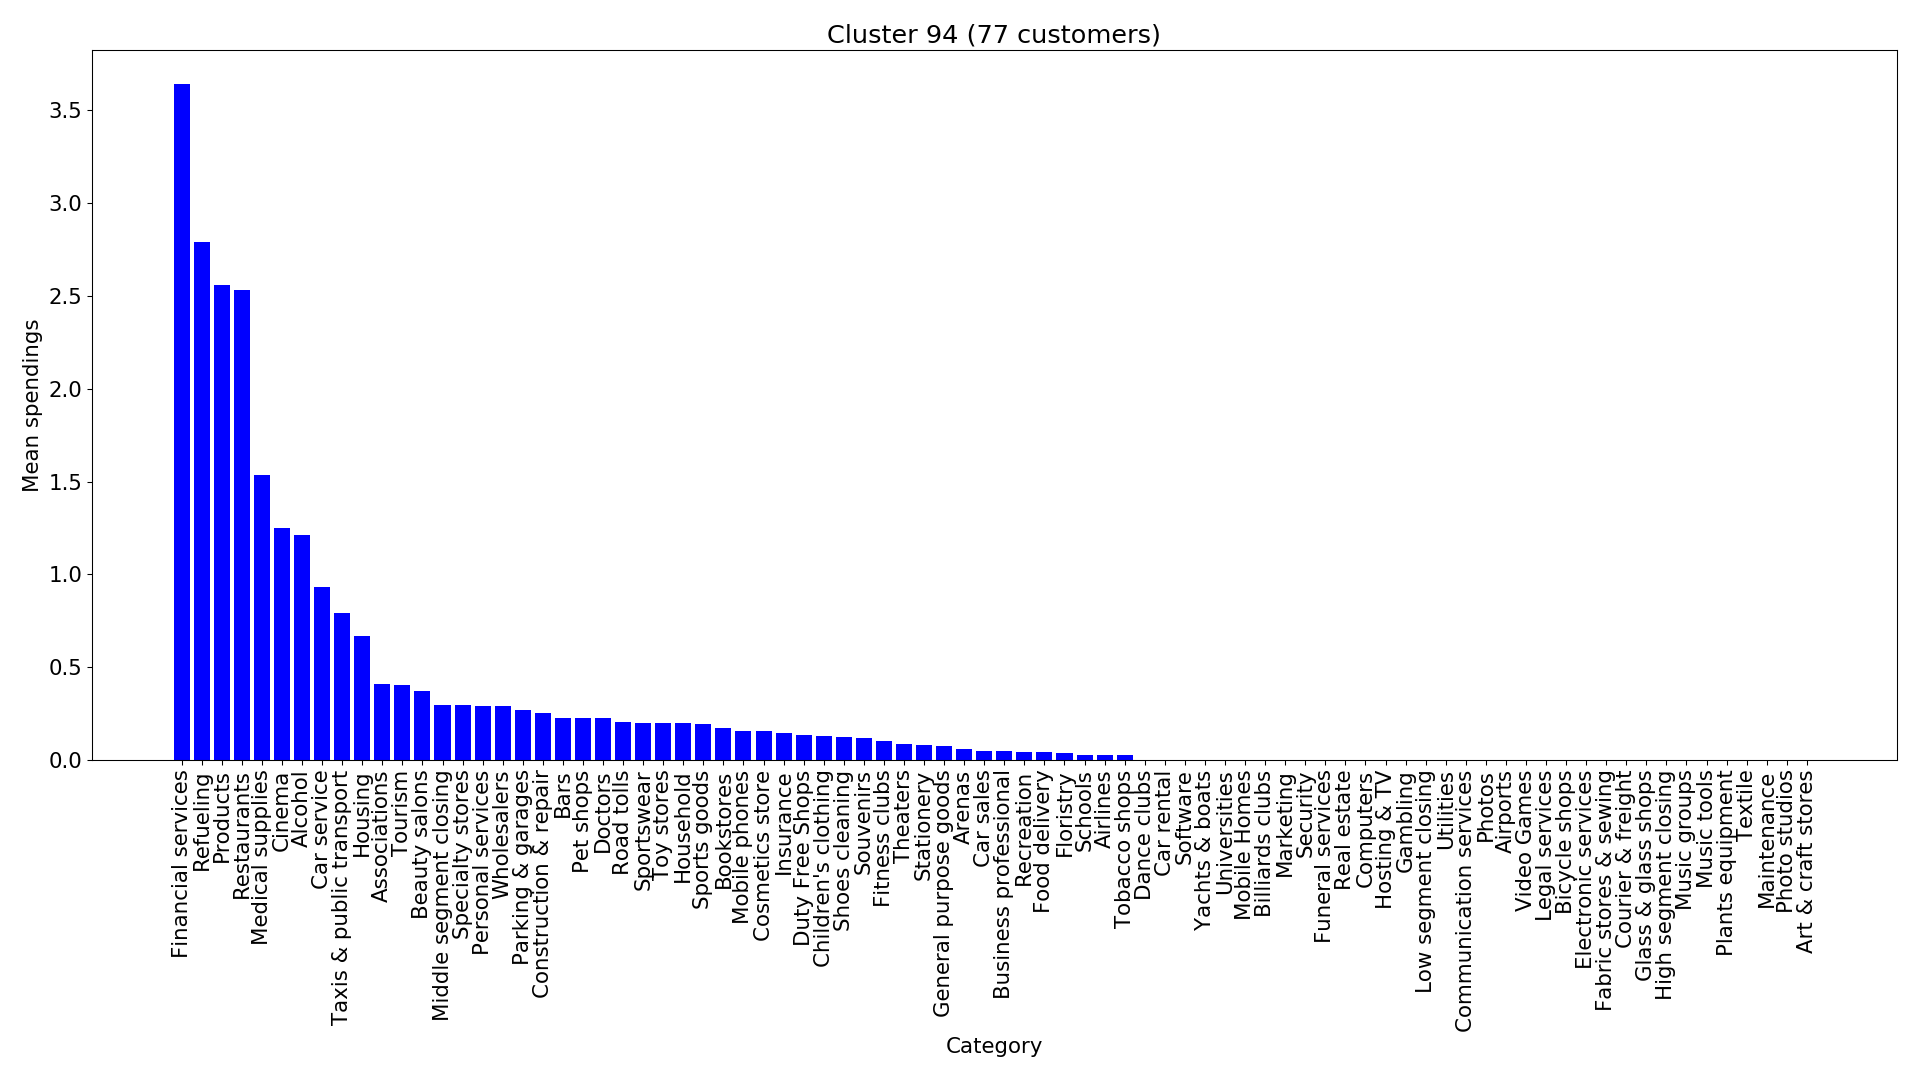 Cluster 94 (77 customers)
3.5
3.0
2.5
2.0
1.5
1.0
0.5
0.0
Mean spendings
Financial services
Refueling
Products
Restaurants
Medical supplies
Cinema
Alcohol
Car service
Taxis & public transport
Housing
Associations
Tourism
Beauty salons
Middle segment closing
Specialty stores
Personal services
Wholesalers
Parking & garages
Construction & repair
Bars
Pet shops
Doctors
Road tolls
Sportswear
Toy stores
Household
Sports goods
Bookstores
Mobile phones
Cosmetics store
Insurance
Duty Free Shops
Children's clothing
Shoes cleaning
Souvenirs
Fitness clubs
Theaters
Stationery
General purpose goods
Arenas
Car sales
Business professional
Recreation
Food delivery
Floristry
Schools
Airlines
Tobacco shops
Dance clubs
Car rental
Software
Yachts & boats
Universities
Mobile Homes
Billiards clubs
Marketing
Security
Funeral services
Real estate
Computers
Hosting & TV
Gambling
Low segment closing
Utilities
Communication services
Photos
Airports
Video Games
Legal services
Bicycle shops
Electronic services
Fabric stores & sewing
Courier & freight
Glass & glass shops
High segment closing
Music groups
Music tools
Plants equipment
Textile
Maintenance
Photo studios
Art & craft stores
Category